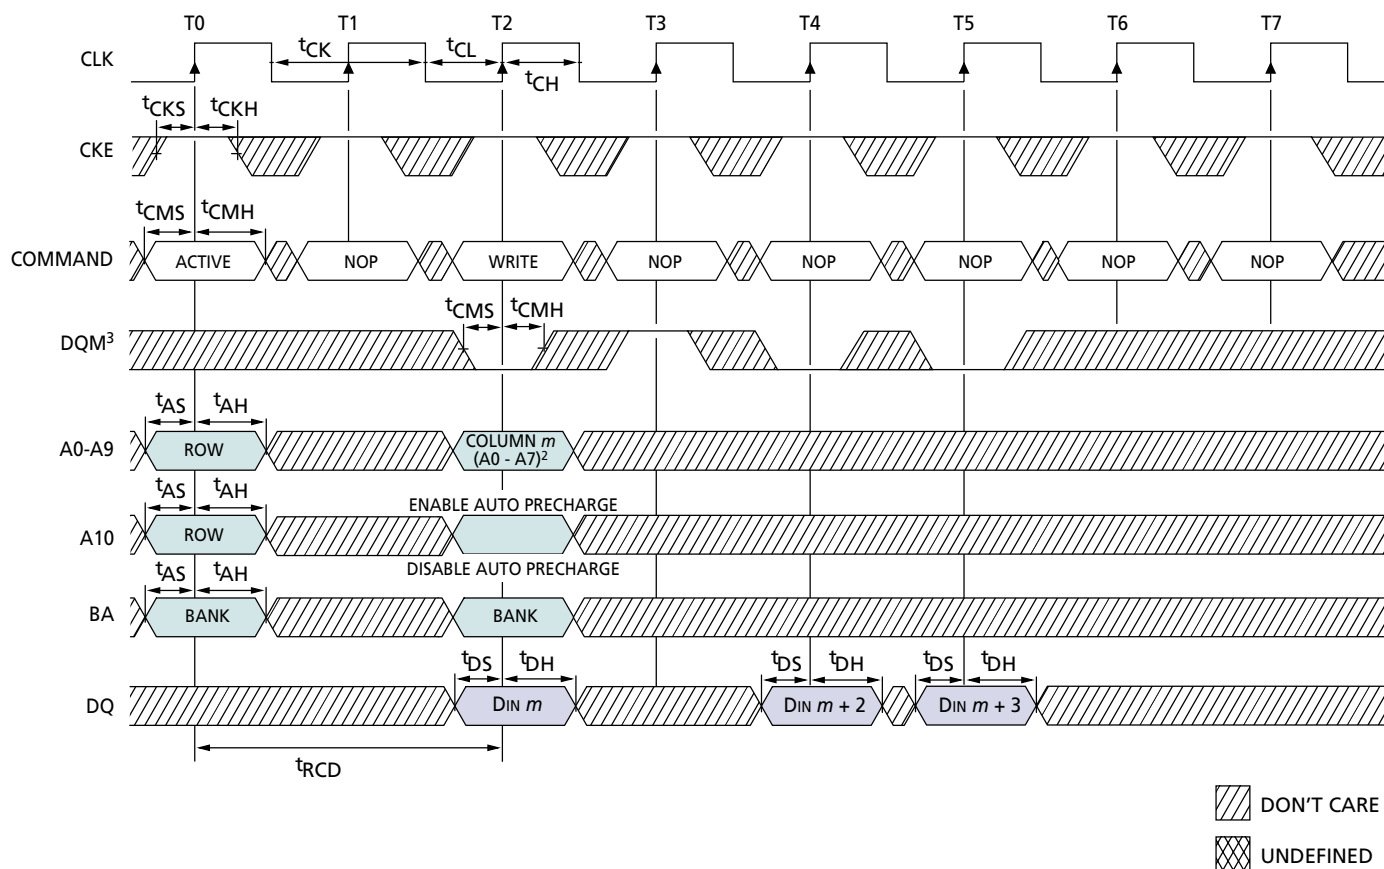 T0 T1 T2 T3 T4 T5 T6 T7
CLK
tCK tCL
tCH
tCKS tCKH
CKE
tCMS tCMH
COMMAND ACTIVE NOP WRITE NOP NOP NOP NOP NOP
tCMS tCMH
DQM³
tAS tAH
A0-A9 ROW COLUMN m
(A0 - A7)²
tAS tAH ENABLE AUTO PRECHARGE
A10 ROW
DISABLE AUTO PRECHARGE
tAS tAH
BA BANK BANK
tDS tDH tDS tDH tDS tDH
DQ DIN m DIN m + 2 DIN m + 3
tRCD
DON'T CARE
UNDEFINED